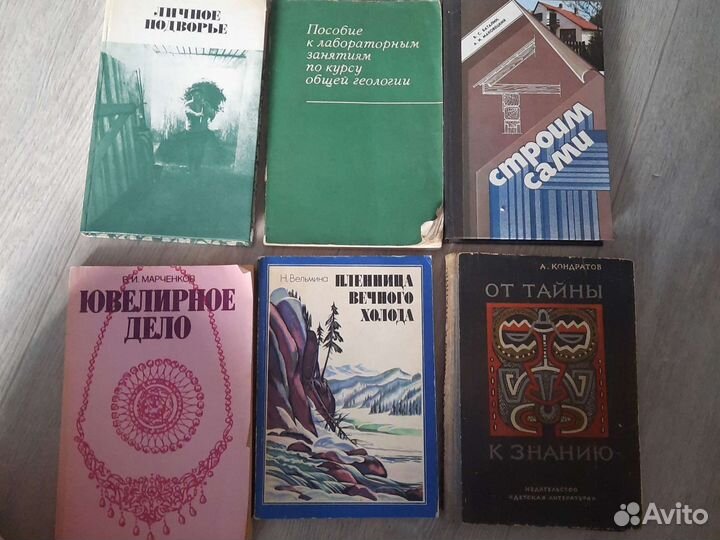 ЛИЧНОЕ
ПОДВОРЬЕ
Пособие
к лабораторным
занятиям
по курсу
общей геологии
строим
сами
В.И. МАРЧЕНКОВ
ЮВЕЛИРНОЕ
ДЕЛО
Н. Вельмина
ПЛЕННИЦА
ВЕЧНОГО
ХОЛОДА
А. КОНДРАТОВ
ОТ ТАЙНЫ
К ЗНАНИЮ
ИЗДАТЕЛЬСТВО
«ДЕТСКАЯ ЛИТЕРАТУРА»
Avito